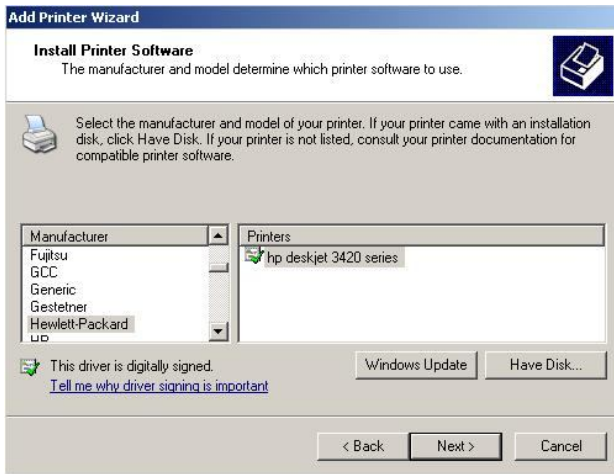 Add Printer Wizard
Install Printer Software
The manufacturer and model determine which printer software to use.
Select the manufacturer and model of your printer. If your printer came with an installation
disk, click Have Disk. If your printer is not listed, consult your printer documentation for
compatible printer software.
Manufacturer
Fujitsu
GCC
Generic
Gestetner
Hewlett-Packard
HP
Printers
hp deskjet 3420 series
This driver is digitally signed.
Tell me why driver signing is important
Windows Update
Have Disk...
< Back
Next >
Cancel